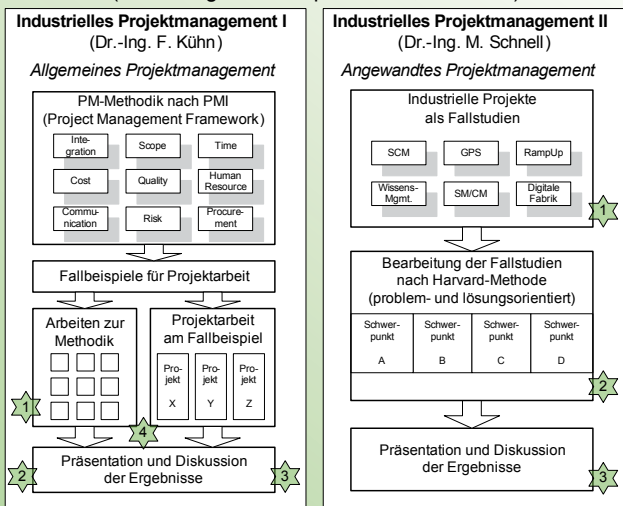 Industrielles Projektmanagement I
(Dr.-Ing. F. Kühn)
Allgemeines Projektmanagement
PM-Methodik nach PMI
(Project Management Framework)
Inte-
gration
Scope
Time
Cost
Quality
Human
Resource
Commu-
nication
Risk
Procure-
ment
Fallbeispiele für Projektarbeit
Arbeiten zur
Methodik
1
Projektarbeit
am Fallbeispiel
Pro-
jekt
X
Pro-
jekt
Y
Pro-
jekt
Z
4
2
Präsentation und Diskussion
der Ergebnisse
3
Industrielles Projektmanagement II
(Dr.-Ing. M. Schnell)
Angewandtes Projektmanagement
Industrielle Projekte
als Fallstudien
SCM
GPS
RampUp
Wissens-
Mgmt.
SM/CM
Digitale
Fabrik
1
Bearbeitung der Fallstudien
nach Harvard-Methode
(problem- und lösungsorientiert)
Schwer-
punkt
A
Schwer-
punkt
B
Schwer-
punkt
C
Schwer-
punkt
D
2
Präsentation und Diskussion
der Ergebnisse
3